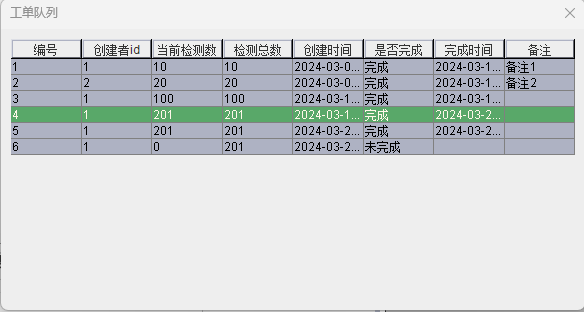 工单队列
编号 创建者id 当前检测数 检测总数 创建时间 是否完成 完成时间 备注
1 1 10 10 2024-03-0... 完成 2024-03-1... 备注1
2 2 20 20 2024-03-0... 完成 2024-03-1... 备注2
3 1 100 100 2024-03-1... 完成 2024-03-1...
4 1 201 201 2024-03-1... 完成 2024-03-2...
5 1 201 201 2024-03-2... 完成 2024-03-2...
6 1 0 201 2024-03-2... 未完成